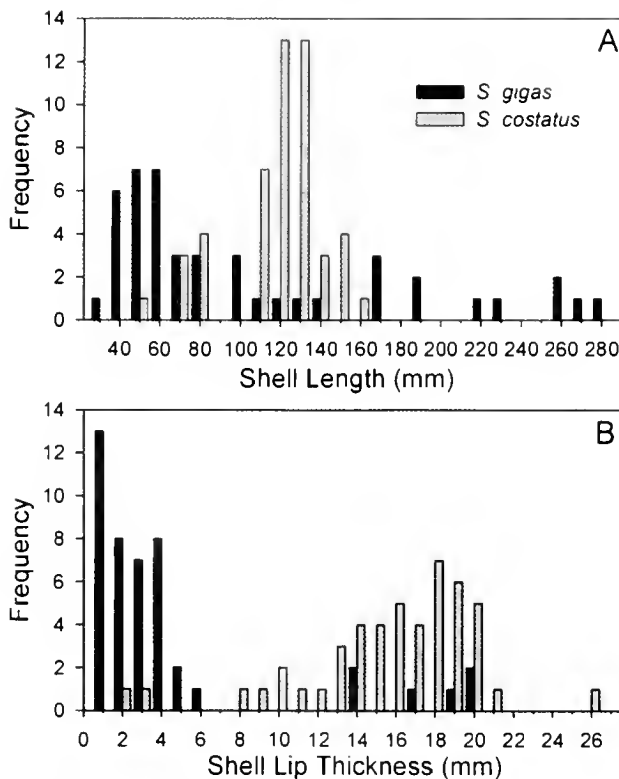 14
A
12
S gigas
10
S costatus
8
6
4
2
0
Frequency
40 60 80 100 120 140 160 180 200 220 240 260 280
Shell Length (mm)
14
B
12
10
8
6
4
2
0
Frequency
0 2 4 6 8 10 12 14 16 18 20 22 24 26
Shell Lip Thickness (mm)